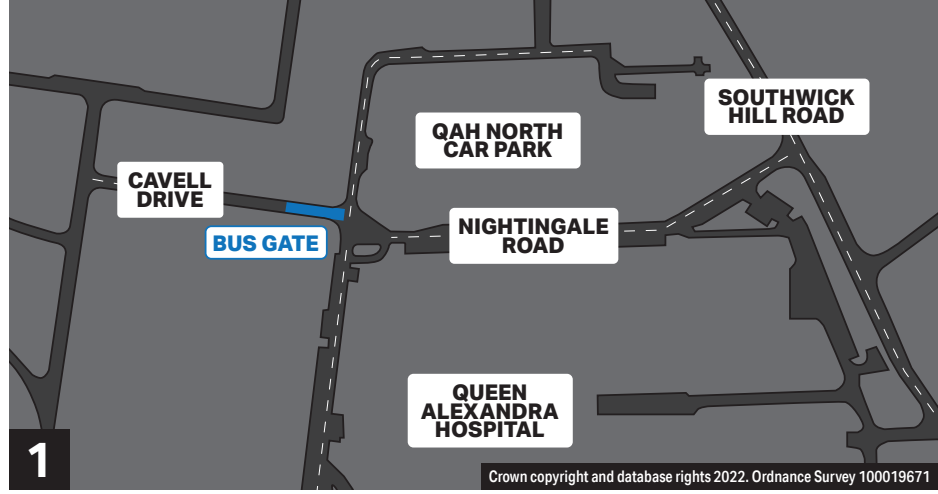 SOUTHWICK
HILL ROAD
QAH NORTH
CAR PARK
CAVELL
DRIVE
BUS GATE
NIGHTINGALE
ROAD
QUEEN
ALEXANDRA
HOSPITAL
1
Crown copyright and database rights 2022. Ordnance Survey 100019671